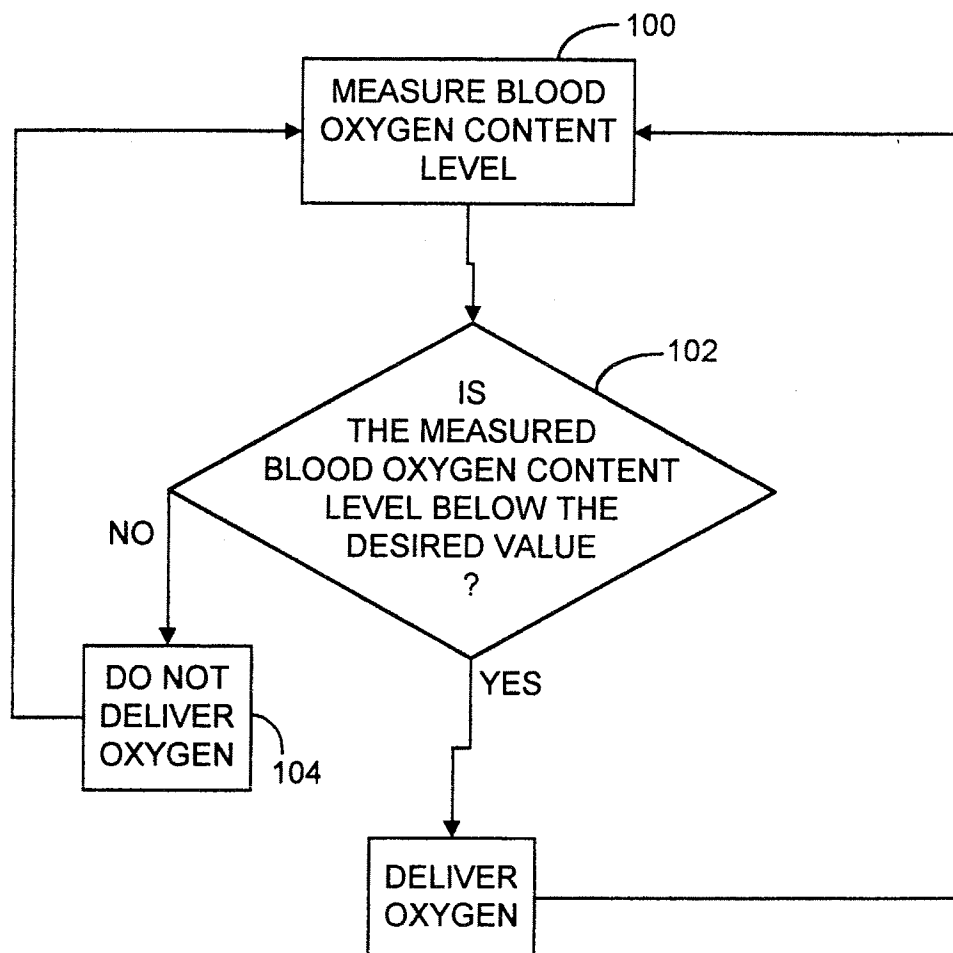 100
MEASURE BLOOD
OXYGEN CONTENT
LEVEL
102
IS
THE MEASURED
BLOOD OXYGEN CONTENT
LEVEL BELOW THE
DESIRED VALUE
?
NO
YES
DO NOT
DELIVER
OXYGEN
104
DELIVER
OXYGEN